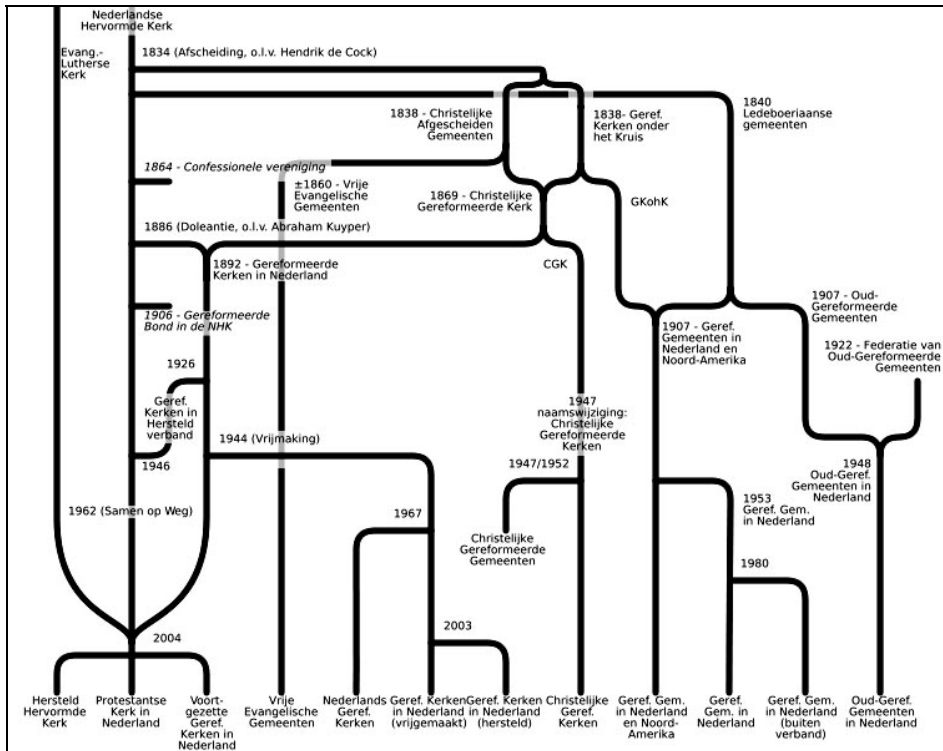 Nederlandse
Hervormde Kerk
Evang.-
Lutherse
Kerk
1834 (Afscheiding, o.l.v. Hendrik de Cock)
1838 - Christelijke
Afgescheiden
Gemeenten
1838- Geref.
Kerken onder
het Kruis
1840
Ledeboeriaanse
gemeenten
1864 - Confessionele vereniging
±1860 - Vrije
Evangelische
Gemeenten
1869 - Christelijke
Gereformeerde Kerk
GKohK
1886 (Doleantie, o.l.v. Abraham Kuyper)
1892 - Gereformeerde
Kerken in Nederland
CGK
1906 - Gereformeerde
Bond in de NHK
1907 - Geref.
Gemeenten in
Nederland en
Noord-Amerika
1907 - Oud-
Gereformeerde
Gemeenten
1922 - Federatie van
Oud-Gereformeerde
Gemeenten
1926
Geref.
Kerken in
Hersteld
verband
1946
1944 (Vrijmaking)
1947
naamswijziging:
Christelijke
Gereformeerde
Kerken
1947/1952
Christelijke
Gereformeerde
Gemeenten
1948
Oud-Geref.
Gemeenten in
Nederland
1953
Geref. Gem.
in Nederland
1962 (Samen op Weg)
1967
1980
2003
2004
Hersteld
Hervormde
Kerk
Protestantse
Kerk in
Nederland
Voort-
gezette
Geref.
Kerken in
Nederland
Vrije
Evangelische
Gemeenten
Nederlands
Geref.
Kerken
Geref. Kerken
in Nederland
(vrijgemaakt)
Geref. Kerken
in Nederland
(hersteld)
Christelijke
Geref.
Kerken
Geref. Gem.
in Nederland
en Noord-
Amerika
Geref.
Gem. in
Nederland
Geref. Gem.
in Nederland
(buiten
verband)
Oud-Geref.
Gemeenten
in Nederland